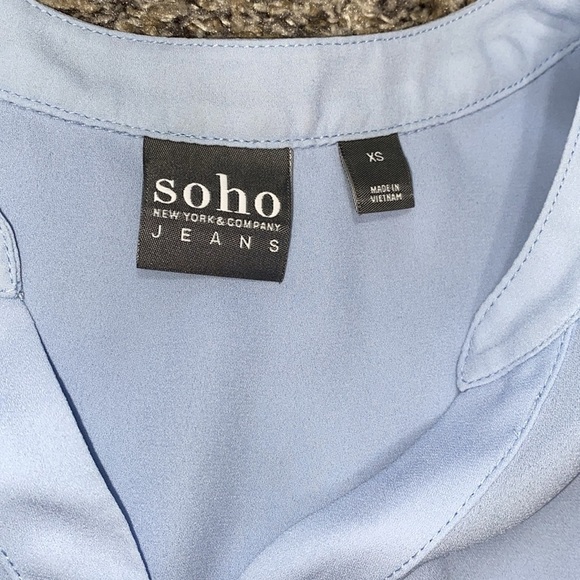 soho
NEW YORK & COMPANY
JEANS
XS
MADE IN
VIETNAM